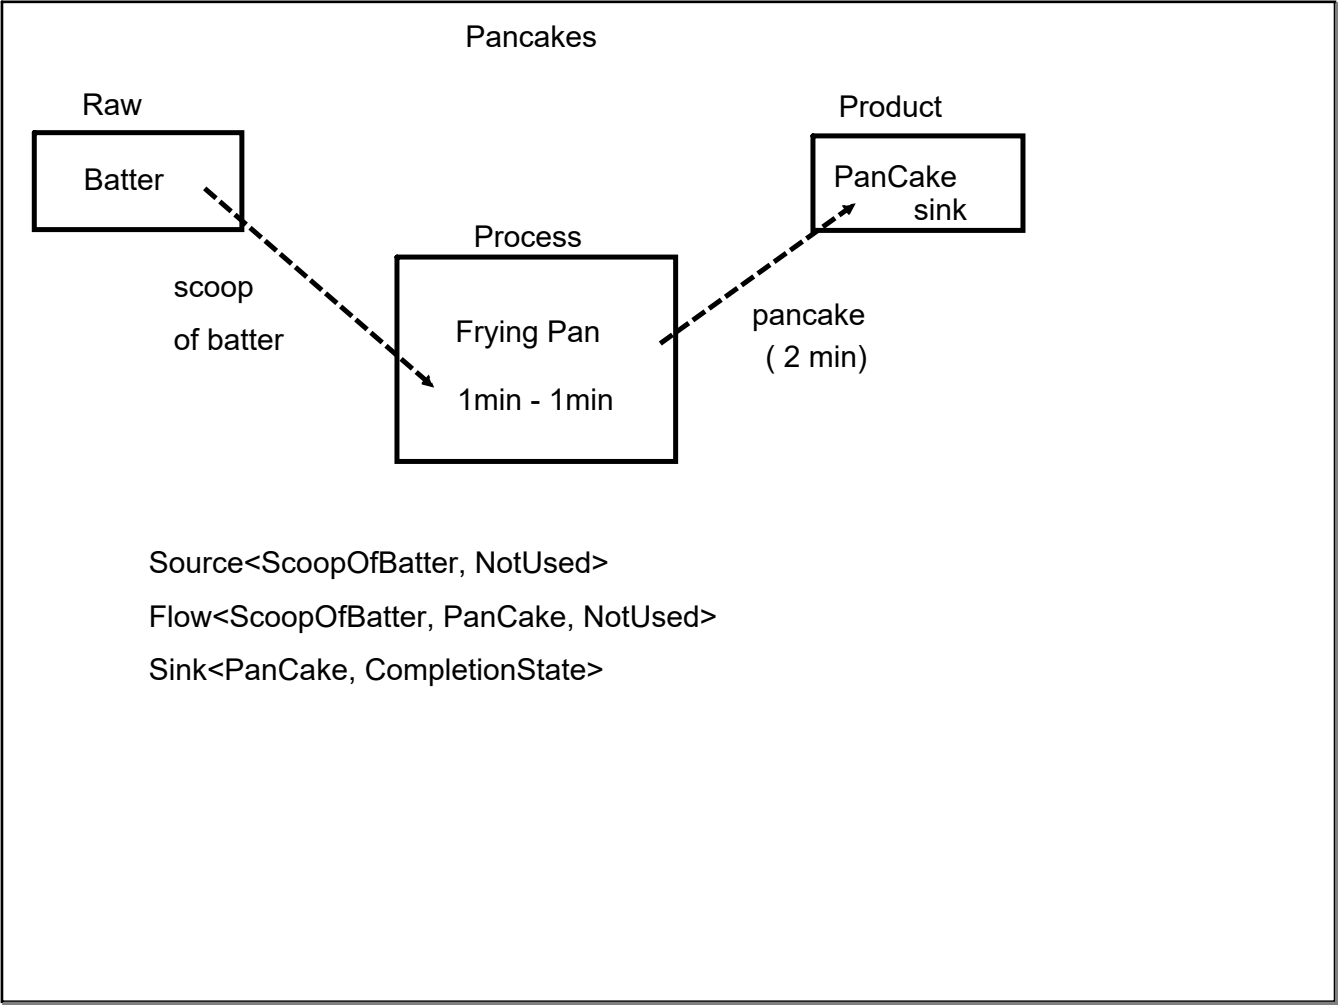 Pancakes
Raw
Product
Batter
PanCake
sink
Process
scoop
of batter
Frying Pan
1min - 1min
pancake
( 2 min)
Source<ScoopOfBatter, NotUsed>
Flow<ScoopOfBatter, PanCake, NotUsed>
Sink<PanCake, CompletionState>